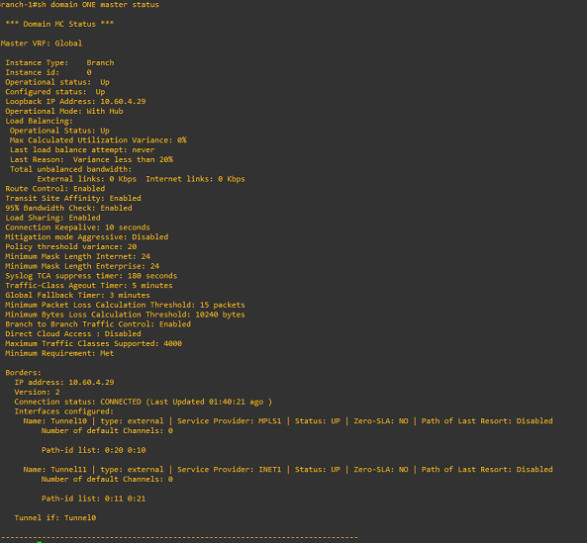 ranch-1#sh domain ONE master status
*** Domain MC Status ***
Master VRF: Global
Instance Type:    Branch
Instance id:      0
Operational status:  Up
Configured status:  Up
Loopback IP Address: 10.60.4.29
Operational Mode: With Hub
Load Balancing:
Operational Status: Up
Max Calculated Utilization Variance: 0%
Last load balance attempt: never
Last Reason:  Variance less than 20%
Total unbalanced bandwidth:
External links: 0 Kbps  Internet links: 0 Kbps
Route Control: Enabled
Transit Site Affinity: Enabled
95% Bandwidth Check: Enabled
Load Sharing: Enabled
Connection Keepalive: 10 seconds
Mitigation mode Aggressive: Disabled
Policy threshold variance: 20
Minimum Mask Length Internet: 24
Minimum Mask Length Enterprise: 24
Syslog TCA suppress timer: 180 seconds
Traffic-Class Ageout Timer: 5 minutes
Global Fallback Timer: 3 minutes
Minimum Packet Loss Calculation Threshold: 15 packets
Minimum Bytes Loss Calculation Threshold: 10240 bytes
Branch to Branch Traffic Control: Enabled
Direct Cloud Access : Disabled
Maximum Traffic Classes Supported: 4000
Minimum Requirement: Met
Borders:
IP address: 10.60.4.29
Version: 2
Connection status: CONNECTED (Last Updated 01:40:21 ago )
Interfaces configured:
Name: Tunnel10 | type: external | Service Provider: MPLS1 | Status: UP | Zero-SLA: NO | Path of Last Resort: Disabled
Number of default Channels: 0
Path-id list: 0:20 0:10
Name: Tunnel11 | type: external | Service Provider: INET1 | Status: UP | Zero-SLA: NO | Path of Last Resort: Disabled
Number of default Channels: 0
Path-id list: 0:11 0:21
Tunnel if: Tunnel0
--------------------------------------------------------------------------------